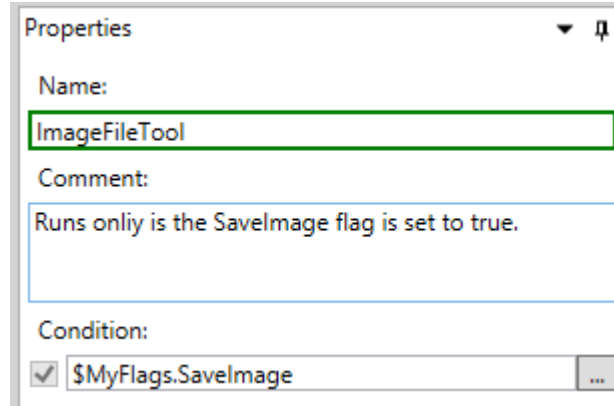 Properties
Name:
ImageFileTool
Comment:
Runs onliy is the SaveImage flag is set to true.
Condition:
$MyFlags.SaveImage
...